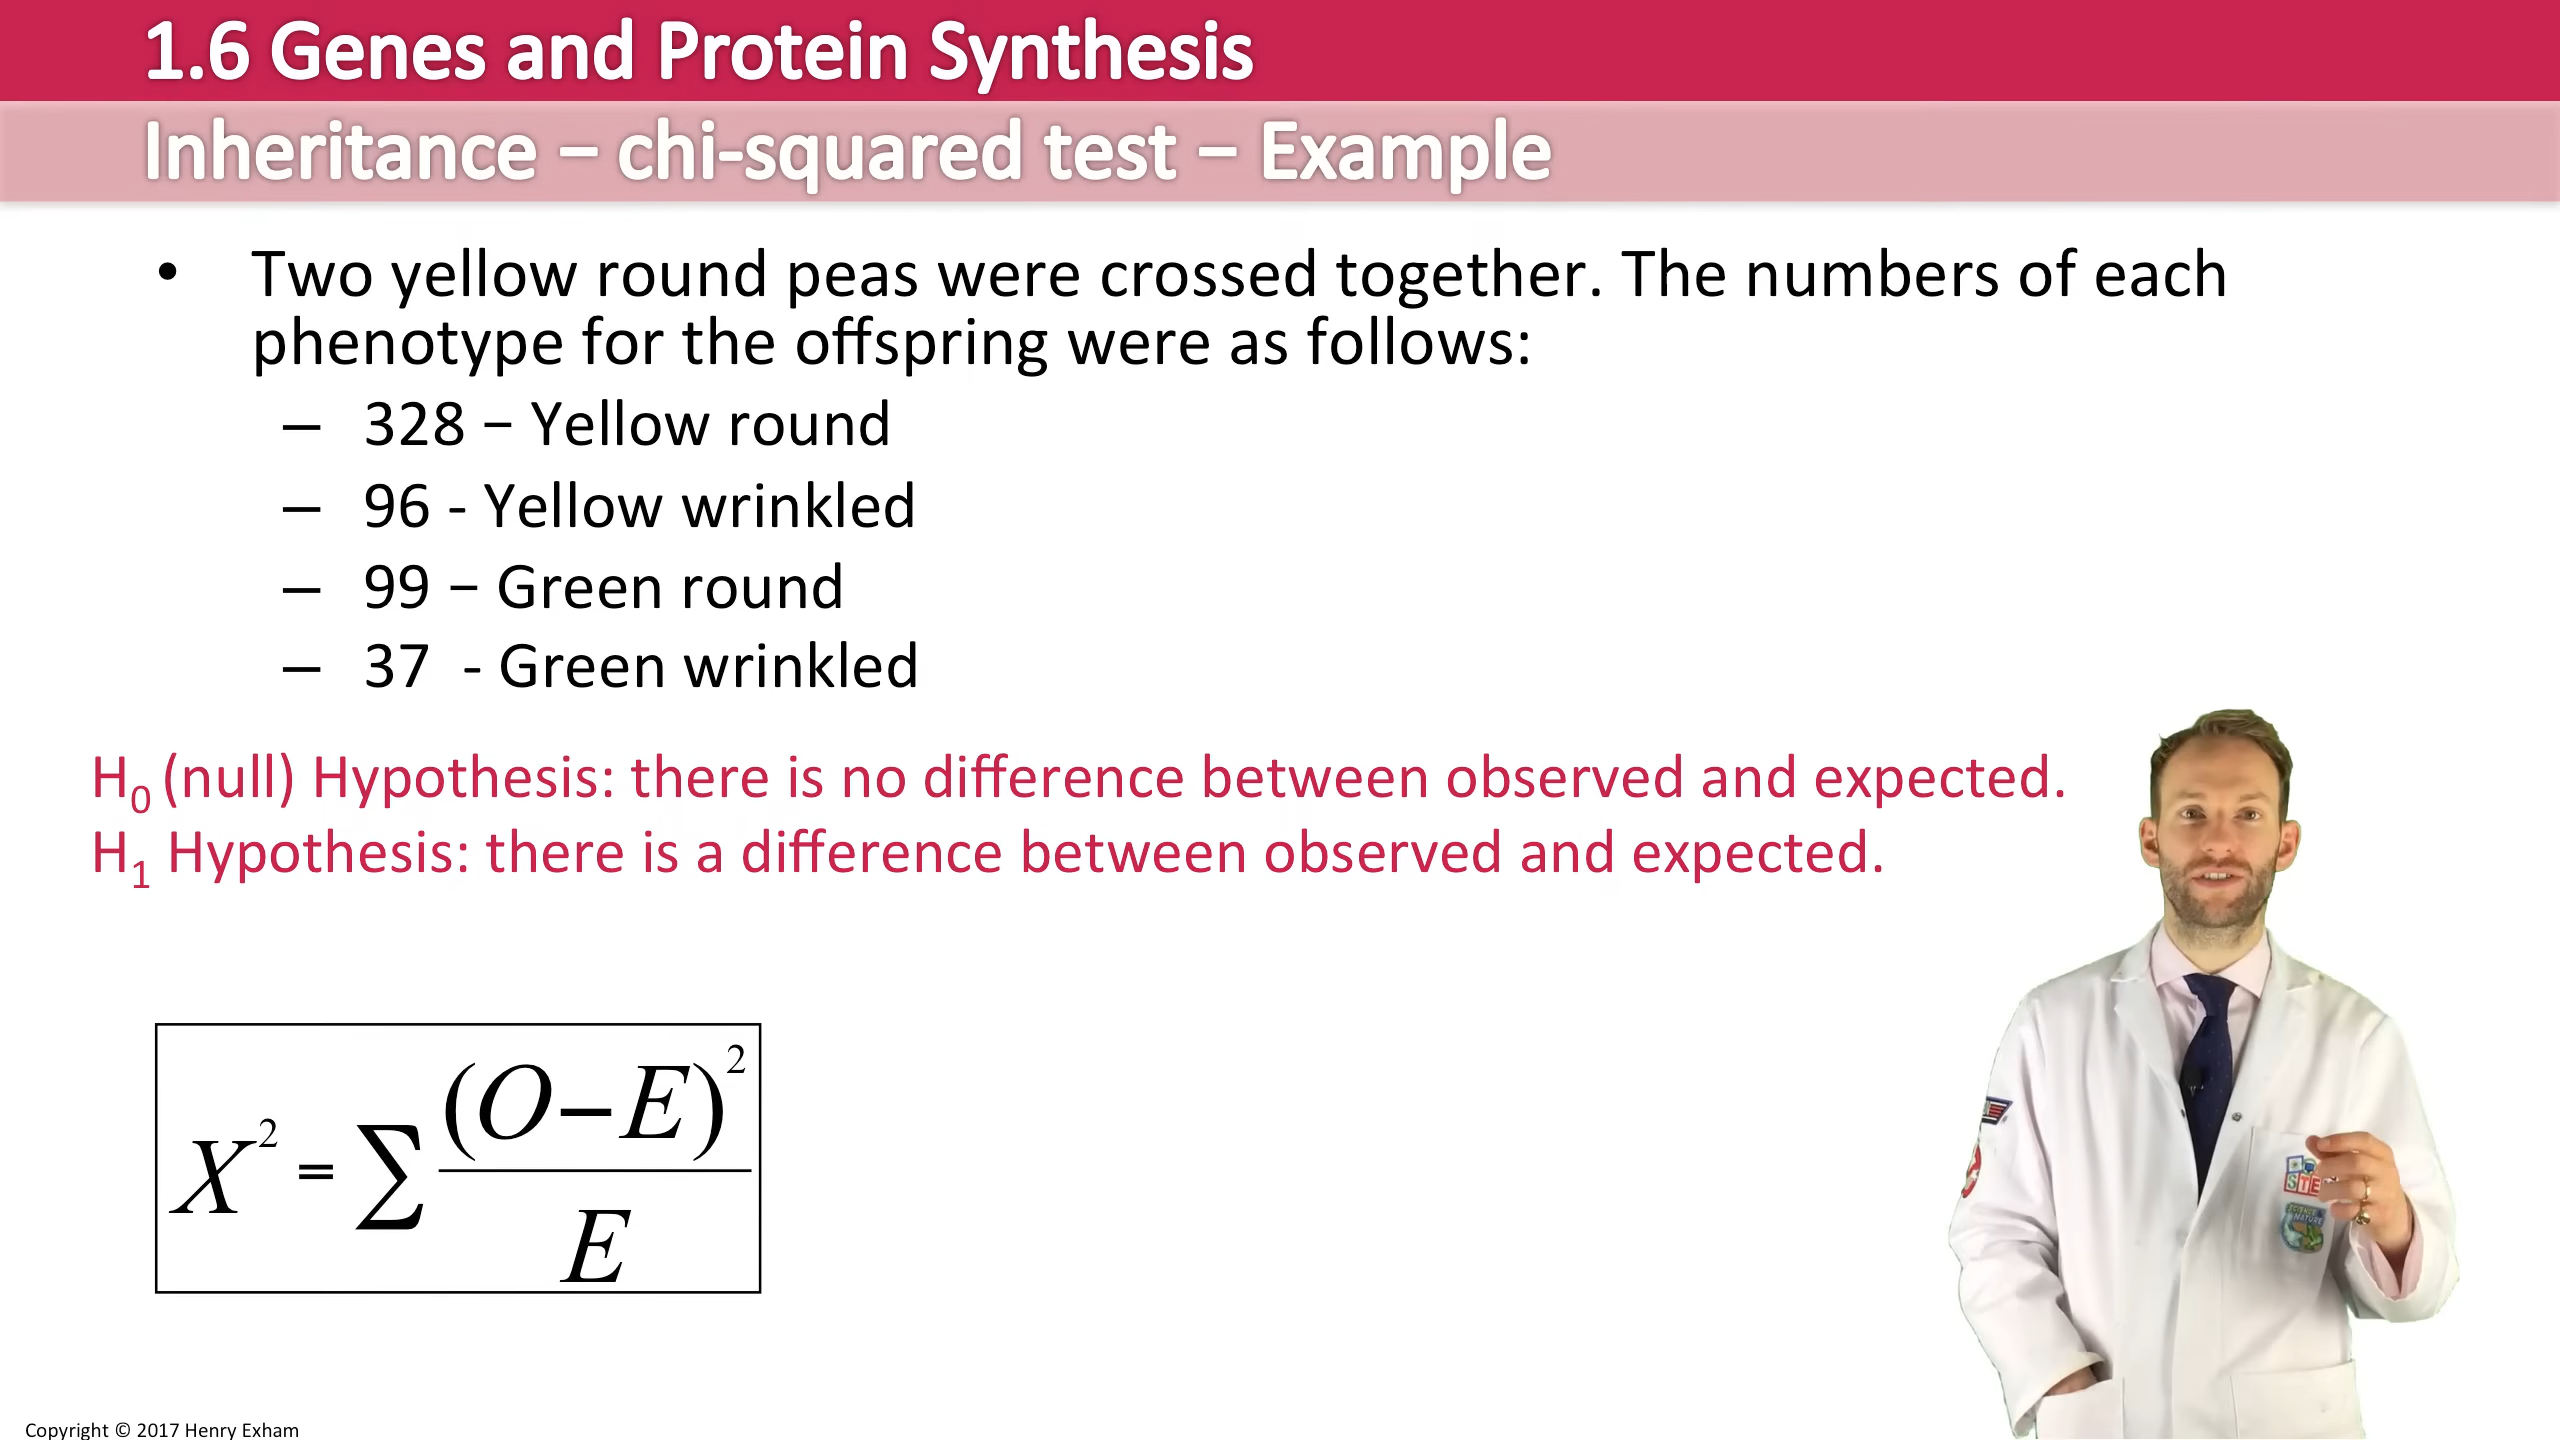 1.6 Genes and Protein Synthesis
Inheritance – chi-squared test – Example
• Two yellow round peas were crossed together. The numbers of each
phenotype for the offspring were as follows:
– 328 – Yellow round
– 96 - Yellow wrinkled
– 99 – Green round
– 37 - Green wrinkled
H₀ (null) Hypothesis: there is no difference between observed and expected.
H₁ Hypothesis: there is a difference between observed and expected.
X² = ∑ (O–E)² / E
STE
SCIENCE
NATURE
Copyright © 2017 Henry Exham